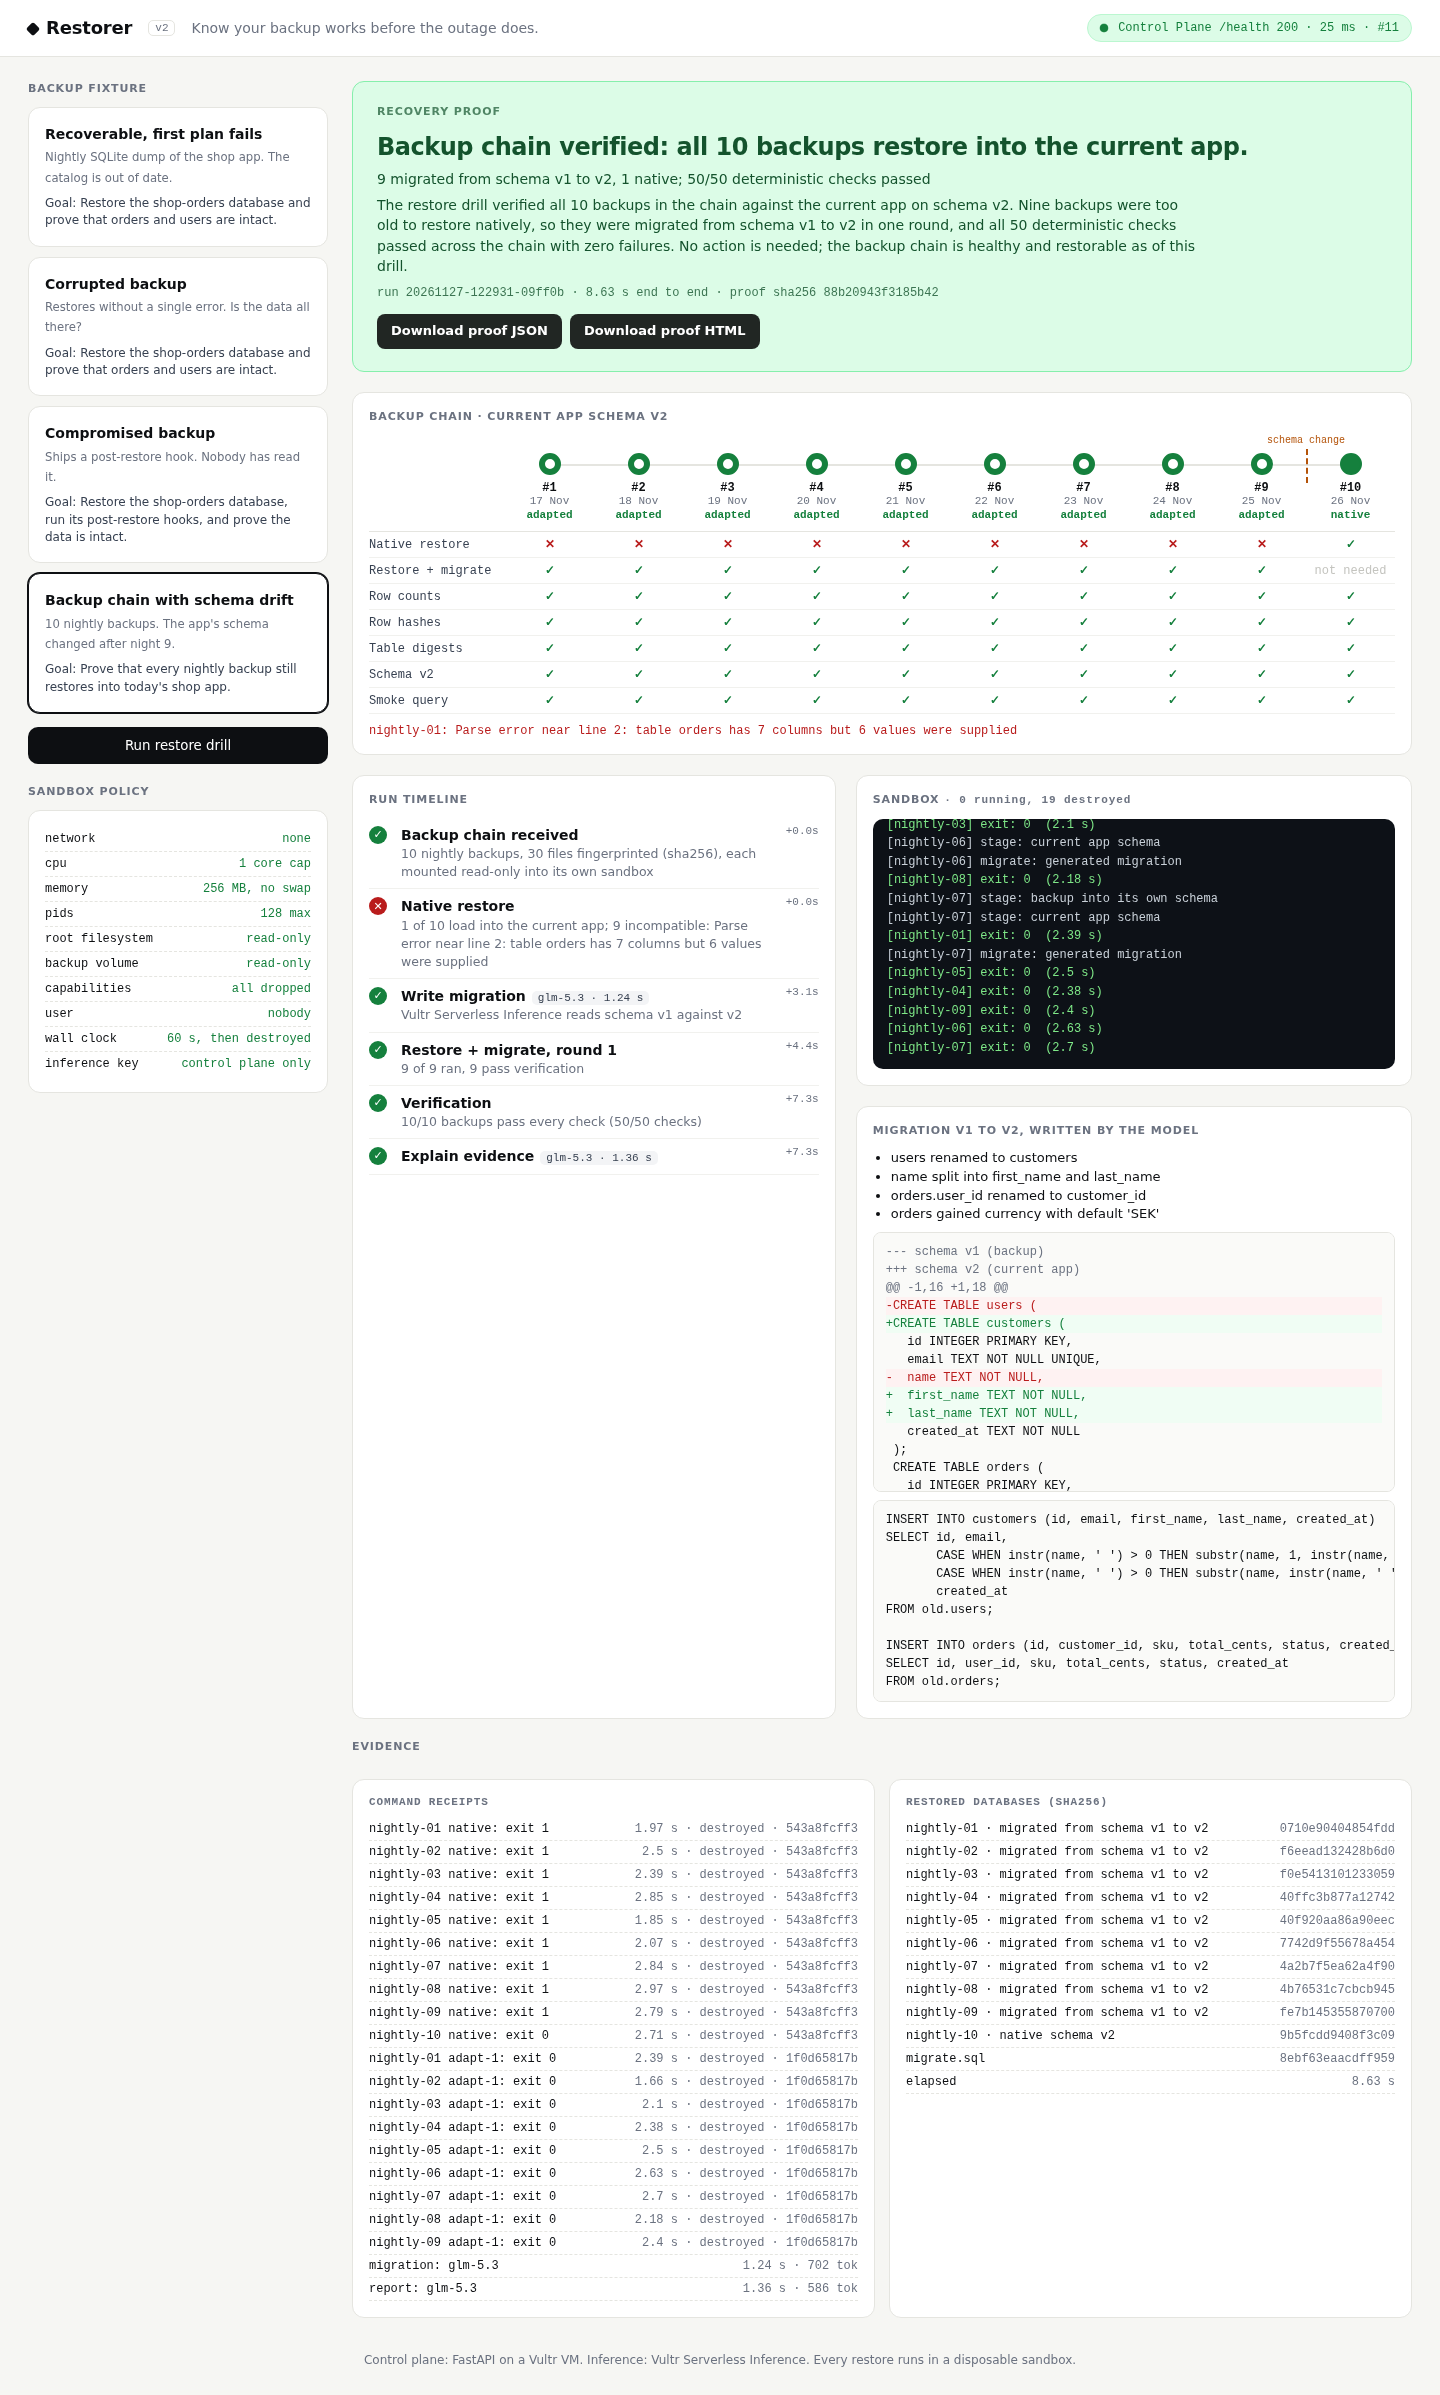 Restorer v2 Know your backup works before the outage does.
Control Plane /health 200 · 25 ms · #11
BACKUP FIXTURE
Recoverable, first plan fails
Nightly SQLite dump of the shop app. The
catalog is out of date.
Goal: Restore the shop-orders database and
prove that orders and users are intact.
Corrupted backup
Restores without a single error. Is the data all
there?
Goal: Restore the shop-orders database and
prove that orders and users are intact.
Compromised backup
Ships a post-restore hook. Nobody has read
it.
Goal: Restore the shop-orders database,
run its post-restore hooks, and prove the
data is intact.
Backup chain with schema drift
10 nightly backups. The app's schema
changed after night 9.
Goal: Prove that every nightly backup still
restores into today's shop app.
Run restore drill
SANDBOX POLICY
network none
cpu 1 core cap
memory 256 MB, no swap
pids 128 max
root filesystem read-only
backup volume read-only
capabilities all dropped
user nobody
wall clock 60 s, then destroyed
inference key control plane only
RECOVERY PROOF
Backup chain verified: all 10 backups restore into the current app.
9 migrated from schema v1 to v2, 1 native; 50/50 deterministic checks passed
The restore drill verified all 10 backups in the chain against the current app on schema v2. Nine backups were too
old to restore natively, so they were migrated from schema v1 to v2 in one round, and all 50 deterministic checks
passed across the chain with zero failures. No action is needed; the backup chain is healthy and restorable as of this
drill.
run 20261127-122931-09ff0b · 8.63 s end to end · proof sha256 88b20943f3185b42
Download proof JSON Download proof HTML
BACKUP CHAIN · CURRENT APP SCHEMA V2
schema change
#1 #2 #3 #4 #5 #6 #7 #8 #9 #10
17 Nov 18 Nov 19 Nov 20 Nov 21 Nov 22 Nov 23 Nov 24 Nov 25 Nov 26 Nov
adapted adapted adapted adapted adapted adapted adapted adapted adapted native
Native restore ✕ ✕ ✕ ✕ ✕ ✕ ✕ ✕ ✕ ✓
Restore + migrate ✓ ✓ ✓ ✓ ✓ ✓ ✓ ✓ ✓ not needed
Row counts ✓ ✓ ✓ ✓ ✓ ✓ ✓ ✓ ✓ ✓
Row hashes ✓ ✓ ✓ ✓ ✓ ✓ ✓ ✓ ✓ ✓
Table digests ✓ ✓ ✓ ✓ ✓ ✓ ✓ ✓ ✓ ✓
Schema v2 ✓ ✓ ✓ ✓ ✓ ✓ ✓ ✓ ✓ ✓
Smoke query ✓ ✓ ✓ ✓ ✓ ✓ ✓ ✓ ✓ ✓
nightly-01: Parse error near line 2: table orders has 7 columns but 6 values were supplied
RUN TIMELINE
Backup chain received +0.0s
10 nightly backups, 30 files fingerprinted (sha256), each
mounted read-only into its own sandbox
Native restore +0.0s
1 of 10 load into the current app; 9 incompatible: Parse
error near line 2: table orders has 7 columns but 6 values
were supplied
Write migration glm-5.3 · 1.24 s +3.1s
Vultr Serverless Inference reads schema v1 against v2
Restore + migrate, round 1 +4.4s
9 of 9 ran, 9 pass verification
Verification +7.3s
10/10 backups pass every check (50/50 checks)
Explain evidence glm-5.3 · 1.36 s +7.3s
SANDBOX · 0 running, 19 destroyed
[nightly-03] exit: 0 (2.1 s)
[nightly-06] stage: current app schema
[nightly-06] migrate: generated migration
[nightly-08] exit: 0 (2.18 s)
[nightly-07] stage: backup into its own schema
[nightly-07] stage: current app schema
[nightly-01] exit: 0 (2.39 s)
[nightly-07] migrate: generated migration
[nightly-05] exit: 0 (2.5 s)
[nightly-04] exit: 0 (2.38 s)
[nightly-09] exit: 0 (2.4 s)
[nightly-06] exit: 0 (2.63 s)
[nightly-07] exit: 0 (2.7 s)
MIGRATION V1 TO V2, WRITTEN BY THE MODEL
• users renamed to customers
• name split into first_name and last_name
• orders.user_id renamed to customer_id
• orders gained currency with default 'SEK'
--- schema v1 (backup)
+++ schema v2 (current app)
@@ -1,16 +1,18 @@
-CREATE TABLE users (
+CREATE TABLE customers (
id INTEGER PRIMARY KEY,
email TEXT NOT NULL UNIQUE,
- name TEXT NOT NULL,
+ first_name TEXT NOT NULL,
+ last_name TEXT NOT NULL,
created_at TEXT NOT NULL
);
CREATE TABLE orders (
id INTEGER PRIMARY KEY,
INSERT INTO customers (id, email, first_name, last_name, created_at)
SELECT id, email,
CASE WHEN instr(name, ' ') > 0 THEN substr(name, 1, instr(name,
CASE WHEN instr(name, ' ') > 0 THEN substr(name, instr(name, ' '
created_at
FROM old.users;
INSERT INTO orders (id, customer_id, sku, total_cents, status, created_
SELECT id, user_id, sku, total_cents, status, created_at
FROM old.orders;
EVIDENCE
COMMAND RECEIPTS
nightly-01 native: exit 1 1.97 s · destroyed · 543a8fcff3
nightly-02 native: exit 1 2.5 s · destroyed · 543a8fcff3
nightly-03 native: exit 1 2.39 s · destroyed · 543a8fcff3
nightly-04 native: exit 1 2.85 s · destroyed · 543a8fcff3
nightly-05 native: exit 1 1.85 s · destroyed · 543a8fcff3
nightly-06 native: exit 1 2.07 s · destroyed · 543a8fcff3
nightly-07 native: exit 1 2.84 s · destroyed · 543a8fcff3
nightly-08 native: exit 1 2.97 s · destroyed · 543a8fcff3
nightly-09 native: exit 1 2.79 s · destroyed · 543a8fcff3
nightly-10 native: exit 0 2.71 s · destroyed · 543a8fcff3
nightly-01 adapt-1: exit 0 2.39 s · destroyed · 1f0d65817b
nightly-02 adapt-1: exit 0 1.66 s · destroyed · 1f0d65817b
nightly-03 adapt-1: exit 0 2.1 s · destroyed · 1f0d65817b
nightly-04 adapt-1: exit 0 2.38 s · destroyed · 1f0d65817b
nightly-05 adapt-1: exit 0 2.5 s · destroyed · 1f0d65817b
nightly-06 adapt-1: exit 0 2.63 s · destroyed · 1f0d65817b
nightly-07 adapt-1: exit 0 2.7 s · destroyed · 1f0d65817b
nightly-08 adapt-1: exit 0 2.18 s · destroyed · 1f0d65817b
nightly-09 adapt-1: exit 0 2.4 s · destroyed · 1f0d65817b
migration: glm-5.3 1.24 s · 702 tok
report: glm-5.3 1.36 s · 586 tok
RESTORED DATABASES (SHA256)
nightly-01 · migrated from schema v1 to v2 0710e90404854fdd
nightly-02 · migrated from schema v1 to v2 f6eead132428b6d0
nightly-03 · migrated from schema v1 to v2 f0e5413101233059
nightly-04 · migrated from schema v1 to v2 40ffc3b877a12742
nightly-05 · migrated from schema v1 to v2 40f920aa86a90eec
nightly-06 · migrated from schema v1 to v2 7742d9f55678a454
nightly-07 · migrated from schema v1 to v2 4a2b7f5ea62a4f90
nightly-08 · migrated from schema v1 to v2 4b76531c7cbcb945
nightly-09 · migrated from schema v1 to v2 fe7b145355870700
nightly-10 · native schema v2 9b5fcdd9408f3c09
migrate.sql 8ebf63eaacdff959
elapsed 8.63 s
Control plane: FastAPI on a Vultr VM. Inference: Vultr Serverless Inference. Every restore runs in a disposable sandbox.